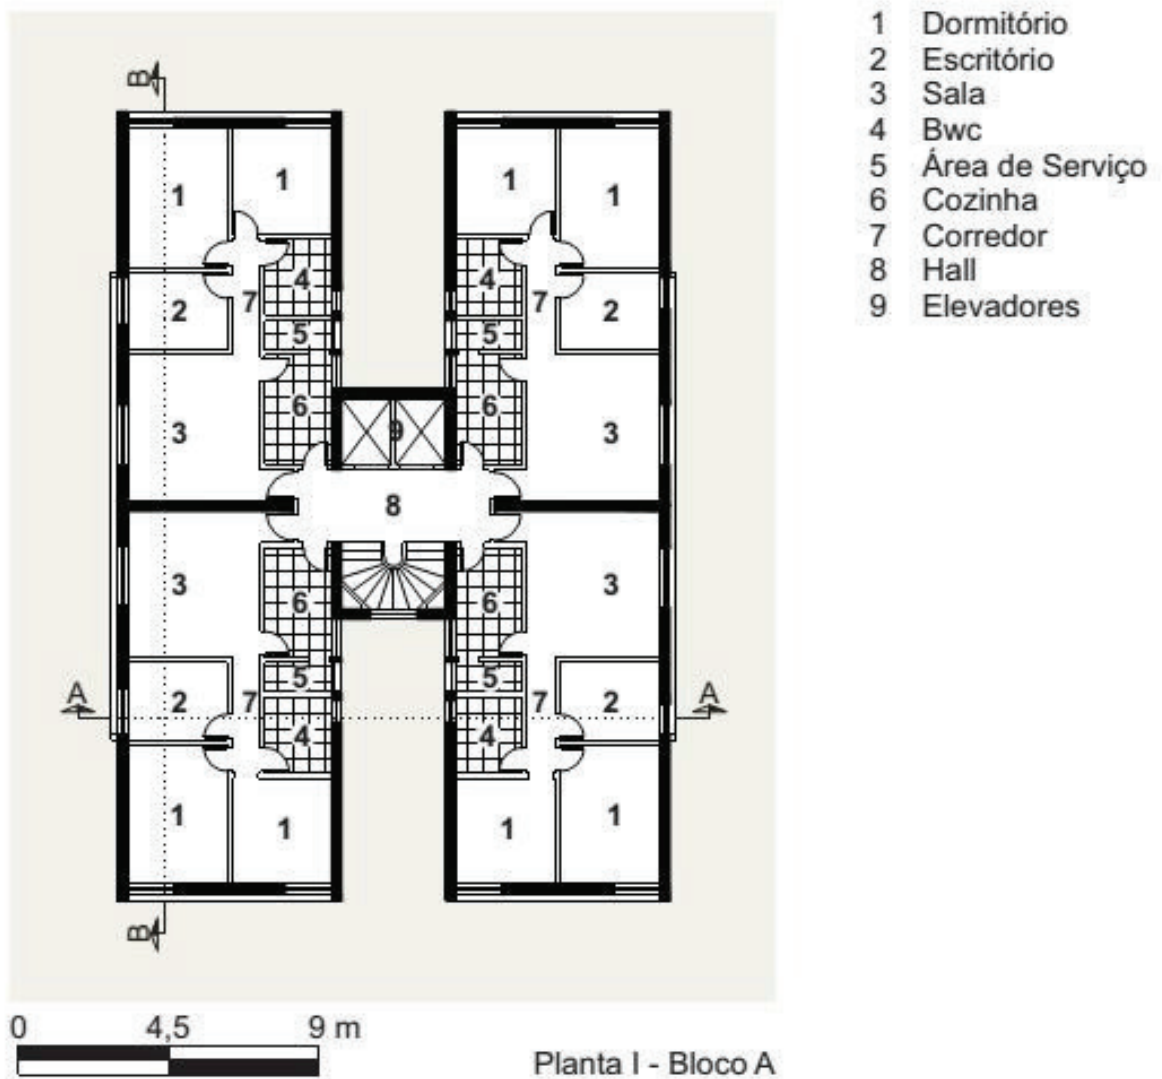 1 Dormitório
2 Escritório
3 Sala
4 Bwc
5 Área de Serviço
6 Cozinha
7 Corredor
8 Hall
9 Elevadores
B
1 1 1 1
4 4
2 7 7 2
5 5
6 6
9
3 3
8
3 3
6 6
5 5
A 2 7 7 2 A
4 4
1 1 1 1
B
0 4,5 9 m
Planta I - Bloco A